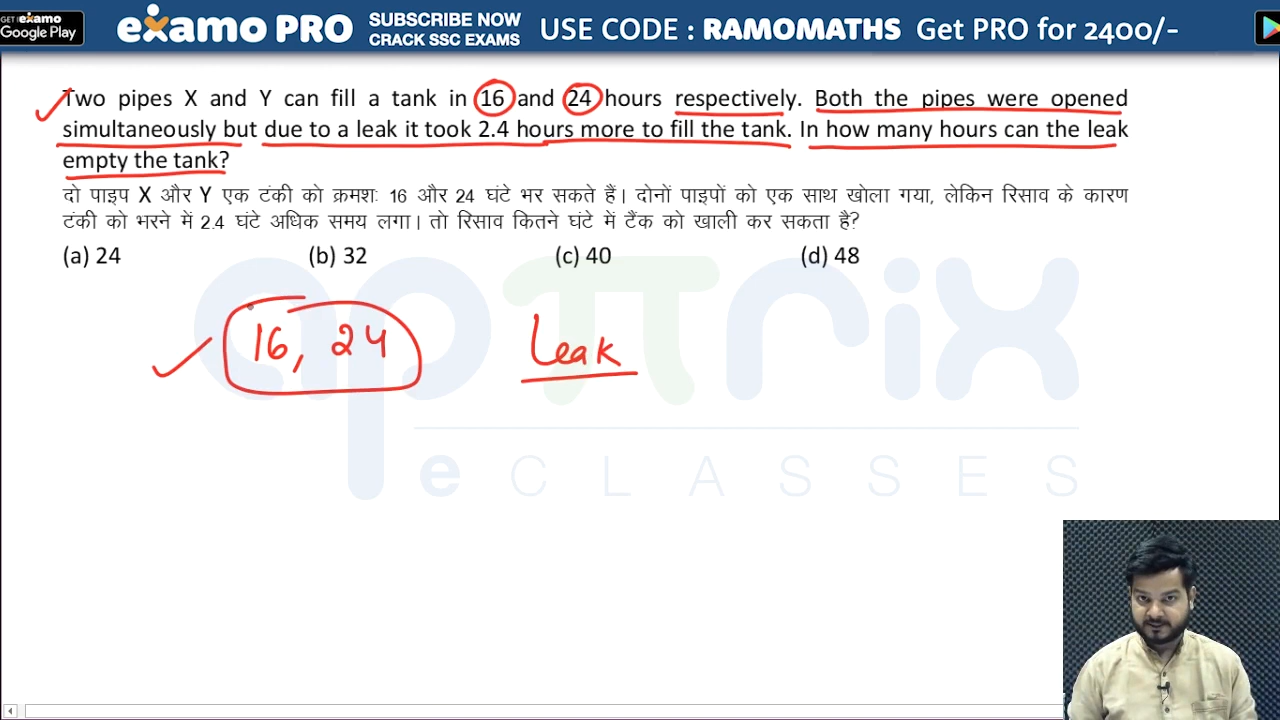 GET examo
Google Play
examo PRO
SUBSCRIBE NOW
CRACK SSC EXAMS
USE CODE : RAMOMATHS Get PRO for 2400/-
Two pipes X and Y can fill a tank in 16 and 24 hours respectively. Both the pipes were opened
simultaneously but due to a leak it took 2.4 hours more to fill the tank. In how many hours can the leak
empty the tank?
दो पाइप X और Y एक टंकी को क्रमशः 16 और 24 घंटे भर सकते हैं। दोनों पाइपों को एक साथ खोला गया, लेकिन रिसाव के कारण
टंकी को भरने में 2.4 घंटे अधिक समय लगा। तो रिसाव कितने घंटे में टैंक को खाली कर सकता है?
(a) 24 (b) 32 (c) 40 (d) 48
16, 24 Leak
apπrix
e CLASSES